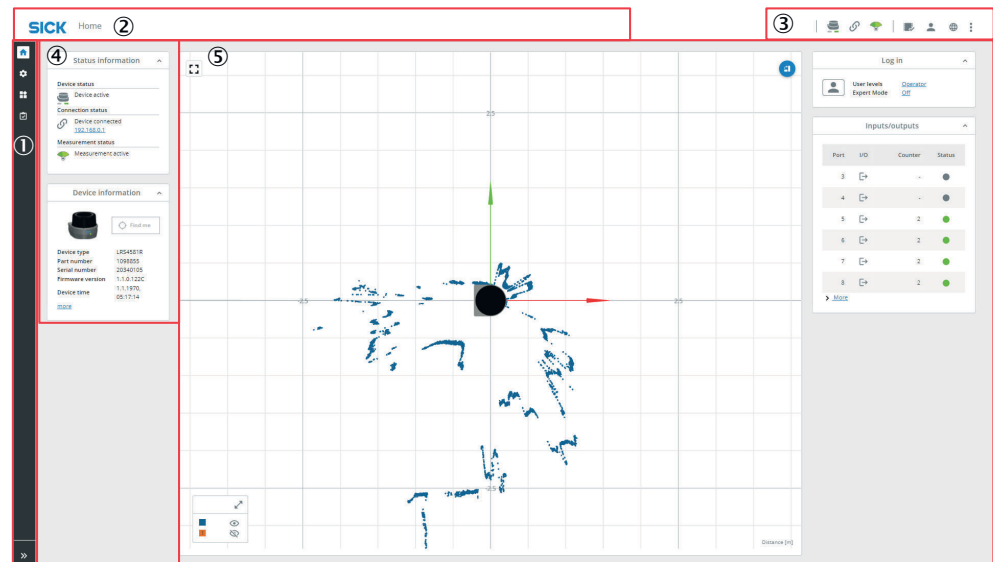 SICK Home ②
③
①
④ Status information
Device status
Device active
Connection status
Device connected
192.168.0.1
Measurement status
Measurement active
Device information
Find me
Device type LRS4581R
Part number 1098855
Serial number 20340105
Firmware version 1.1.0.122C
Device time 1.1.1970,
05:17:14
more
⑤
2.5
-2.5
2.5
-2.5
Distance [m]
Log in
User levels Operator
Expert Mode Off
Inputs/outputs
Port I/O Counter Status
3 -
4 -
5 2
6 2
7 2
8 2
More